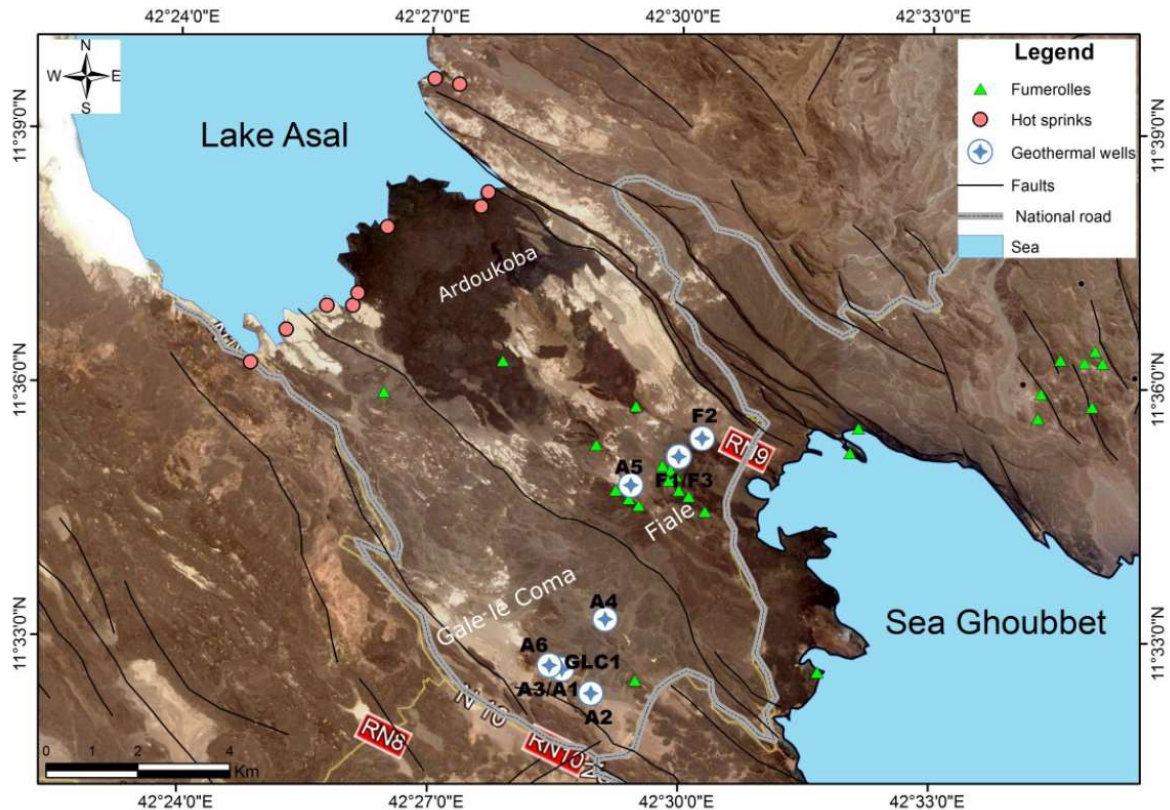 42°24'0"E 42°27'0"E 42°30'0"E 42°33'0"E
N
W E
S
Legend
Fumerolles
Hot sprinks
Geothermal wells
Faults
National road
Sea
11°39'0"N 11°39'0"N
Lake Asal
Ardoukoba
11°36'0"N 11°36'0"N
F2
RN9
A5
F1/F3
Fiale
Gale-le Coma
A4
11°33'0"N 11°33'0"N
Sea Ghoubbet
A6
GLC1
A3/A1
A2
N 10
RN8
RN10
0 1 2 4
Km
42°24'0"E 42°27'0"E 42°30'0"E 42°33'0"E